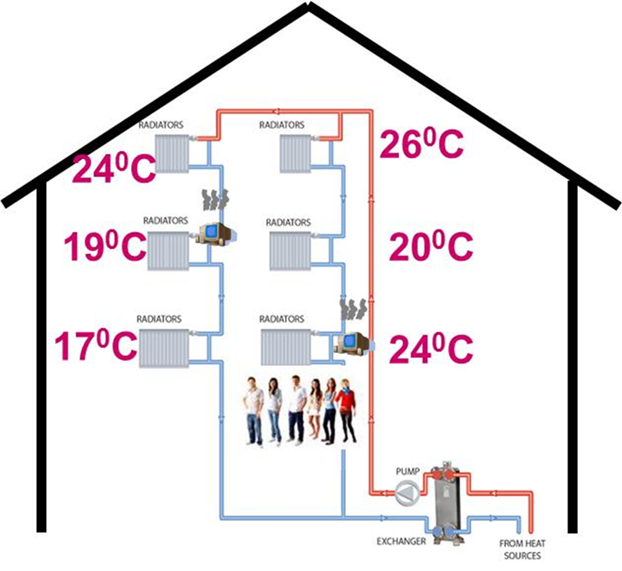 RADIATORS
RADIATORS
24⁰C
26⁰C
RADIATORS
RADIATORS
19⁰C
20⁰C
RADIATORS
RADIATORS
17⁰C
24⁰C
PUMP
EXCHANGER
FROM HEAT
SOURCES